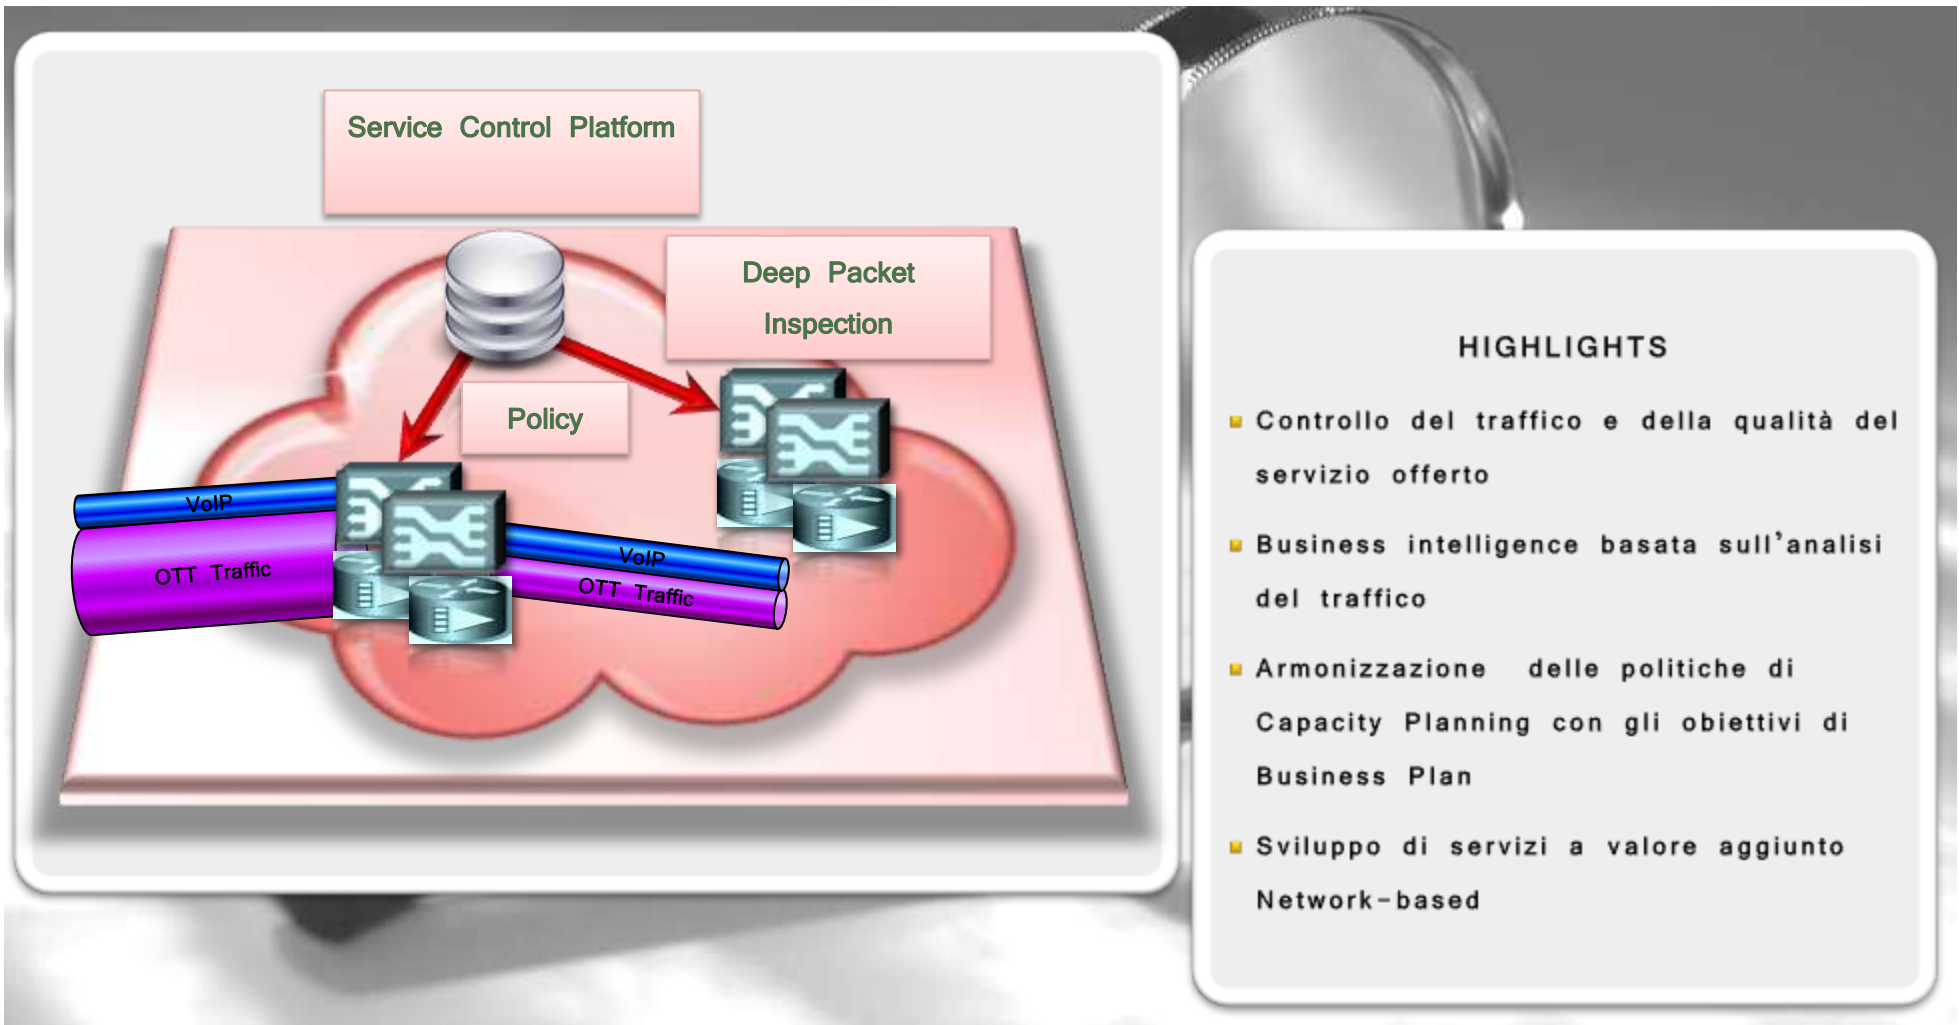 Service Control Platform
Deep Packet
Inspection
Policy
VoIP
OTT Traffic
VoIP
OTT Traffic
HIGHLIGHTS
Controllo del traffico e della qualità del
servizio offerto
Business intelligence basata sull'analisi
del traffico
Armonizzazione delle politiche di
Capacity Planning con gli obiettivi di
Business Plan
Sviluppo di servizi a valore aggiunto
Network-based